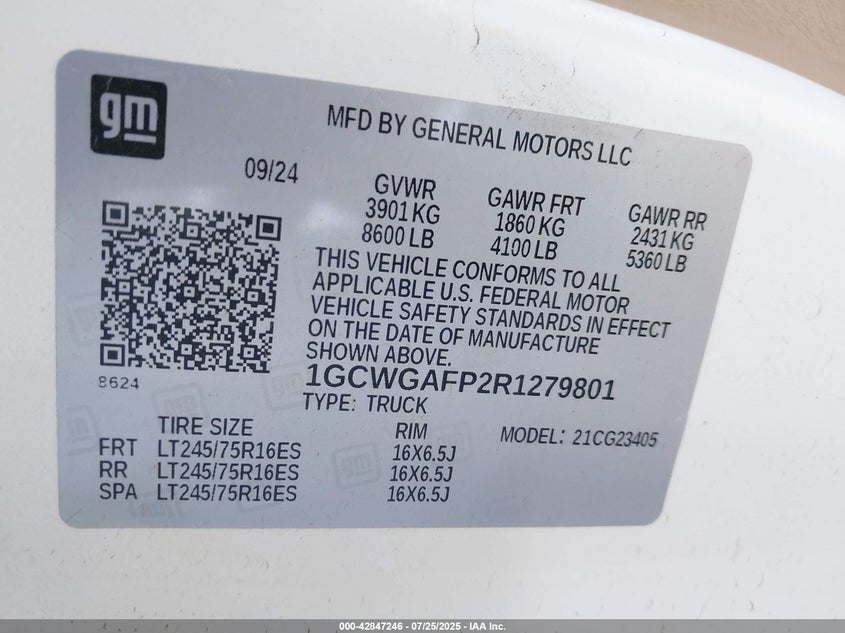 gm
MFD BY GENERAL MOTORS LLC
09/24
GVWR
3901 KG
8600 LB
GAWR FRT
1860 KG
4100 LB
GAWR RR
2431 KG
5360 LB
THIS VEHICLE CONFORMS TO ALL
APPLICABLE U.S. FEDERAL MOTOR
VEHICLE SAFETY STANDARDS IN EFFECT
ON THE DATE OF MANUFACTURE
SHOWN ABOVE.
8624
1GCWGAFP2R1279801
TYPE: TRUCK
MODEL: 21CG23405
TIRE SIZE RIM
FRT LT245/75R16ES 16X6.5J
RR LT245/75R16ES 16X6.5J
SPA LT245/75R16ES 16X6.5J
000-42847246 - 07/25/2025 - IAA Inc.